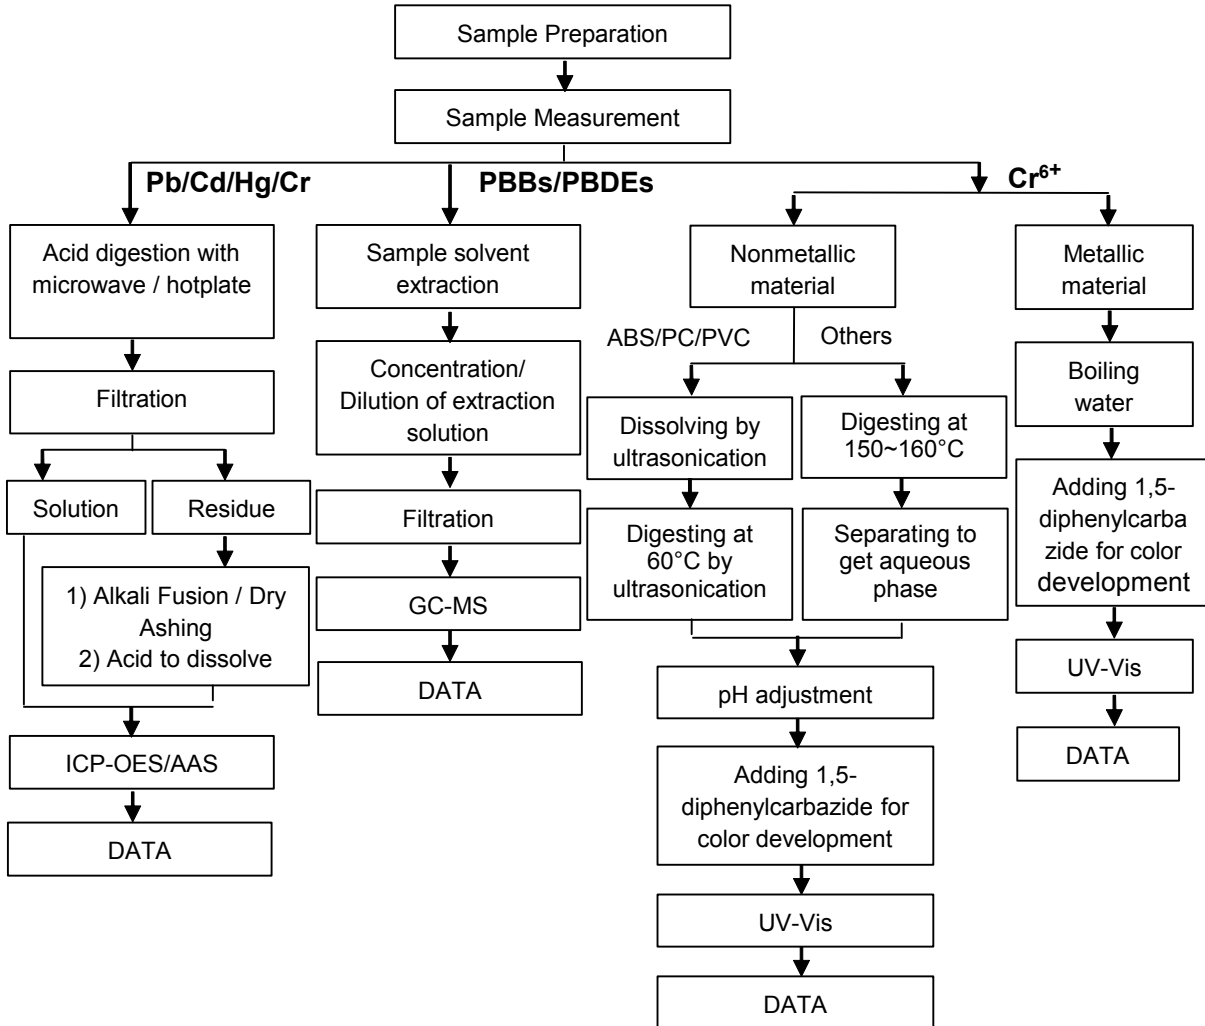 Sample Preparation
Sample Measurement
Pb/Cd/Hg/Cr
PBBs/PBDEs
Cr⁶⁺
Acid digestion with
microwave / hotplate
Filtration
Solution
Residue
1) Alkali Fusion / Dry
Ashing
2) Acid to dissolve
ICP-OES/AAS
DATA
Sample solvent
extraction
Concentration/
Dilution of extraction
solution
Filtration
GC-MS
DATA
Nonmetallic
material
ABS/PC/PVC
Others
Dissolving by
ultrasonication
Digesting at
60°C by
ultrasonication
Digesting at
150~160°C
Separating to
get aqueous
phase
pH adjustment
Adding 1,5-
diphenylcarbazide for
color development
UV-Vis
DATA
Metallic
material
Boiling
water
Adding 1,5-
diphenylcarba
zide for color
development
UV-Vis
DATA